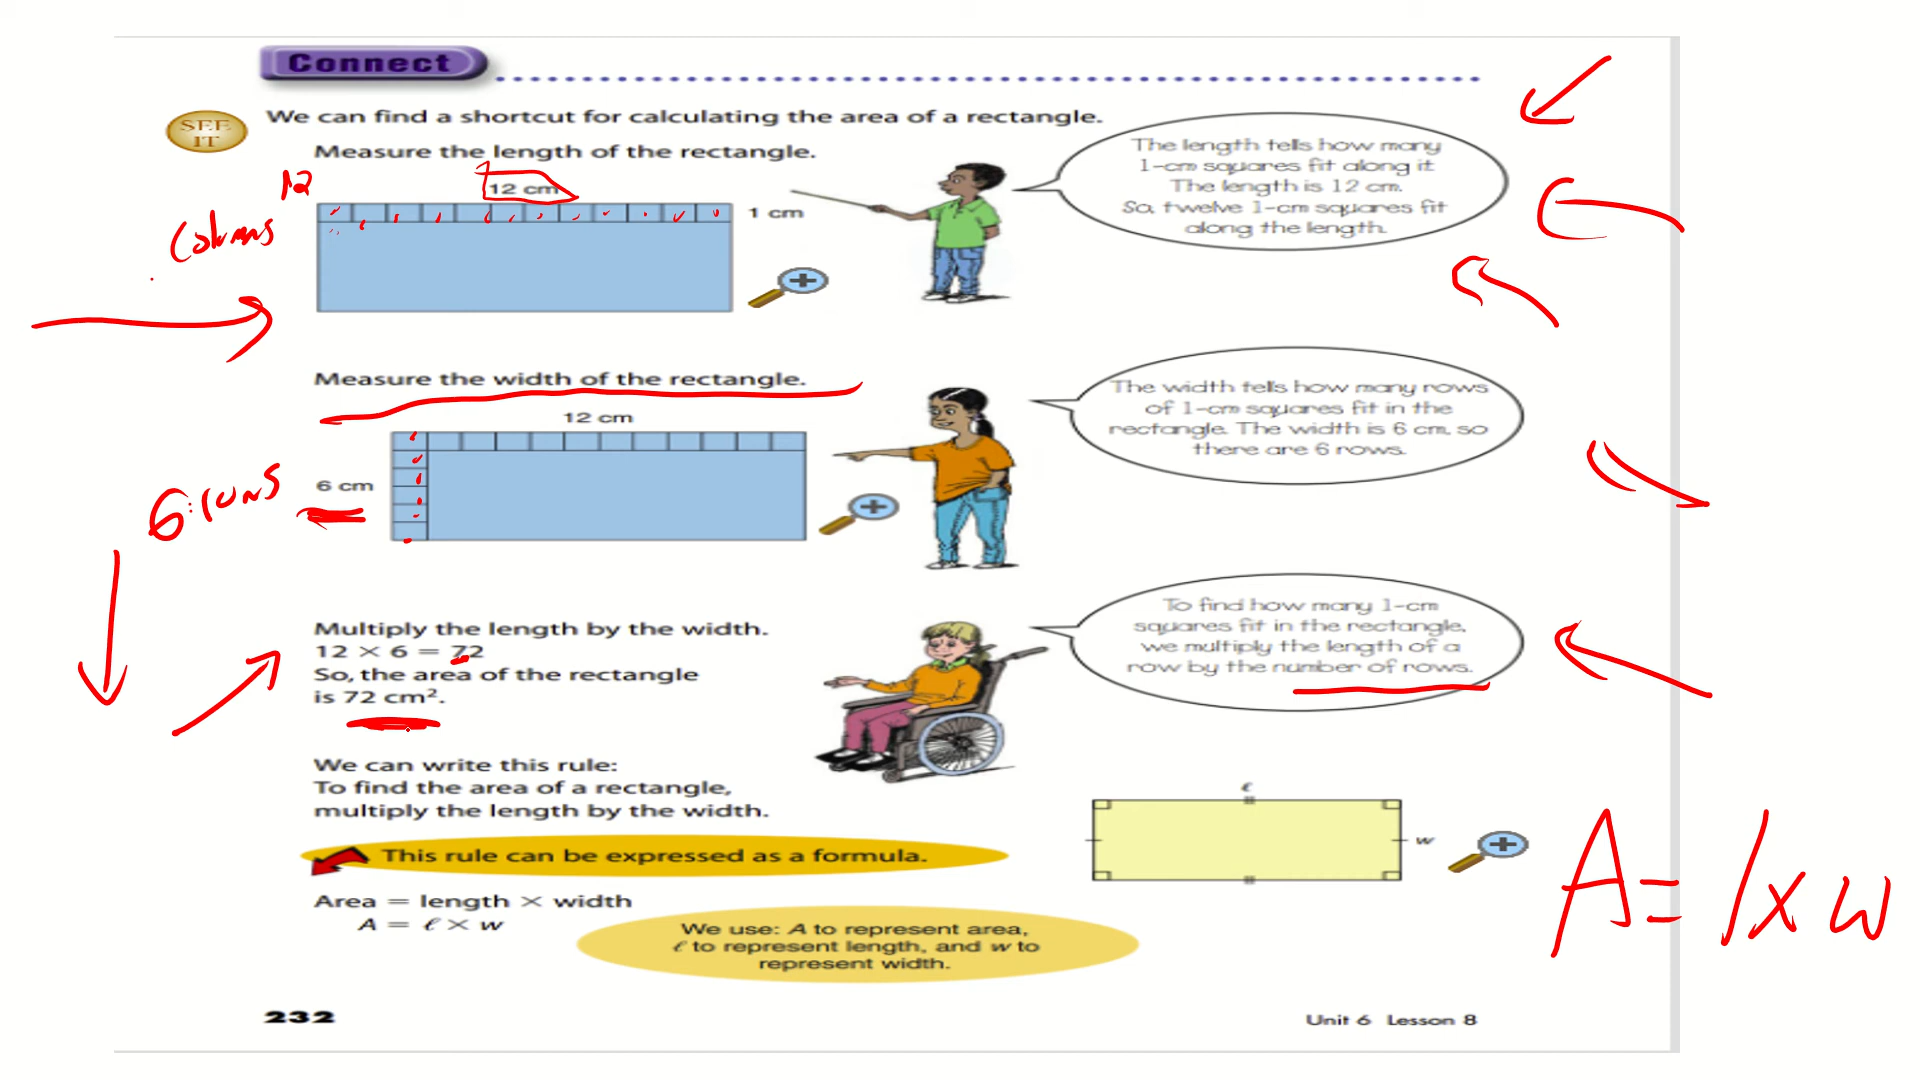 Connect
SEE
IT
We can find a shortcut for calculating the area of a rectangle.
Measure the length of the rectangle.
12
12 cm
columns
1 cm
The length tells how many
1-cm squares fit along it.
The length is 12 cm.
So, twelve 1-cm squares fit
along the length.
Measure the width of the rectangle.
12 cm
6 cm
6 rows
The width tells how many rows
of 1-cm squares fit in the
rectangle. The width is 6 cm, so
there are 6 rows.
Multiply the length by the width.
12 × 6 = 72
So, the area of the rectangle
is 72 cm².
To find how many 1-cm
squares fit in the rectangle,
we multiply the length of a
row by the number of rows.
We can write this rule:
To find the area of a rectangle,
multiply the length by the width.
ℓ
w
This rule can be expressed as a formula.
Area = length × width
A = ℓ × w
We use: A to represent area,
ℓ to represent length, and w to
represent width.
A = l x w
232
Unit 6 Lesson 8